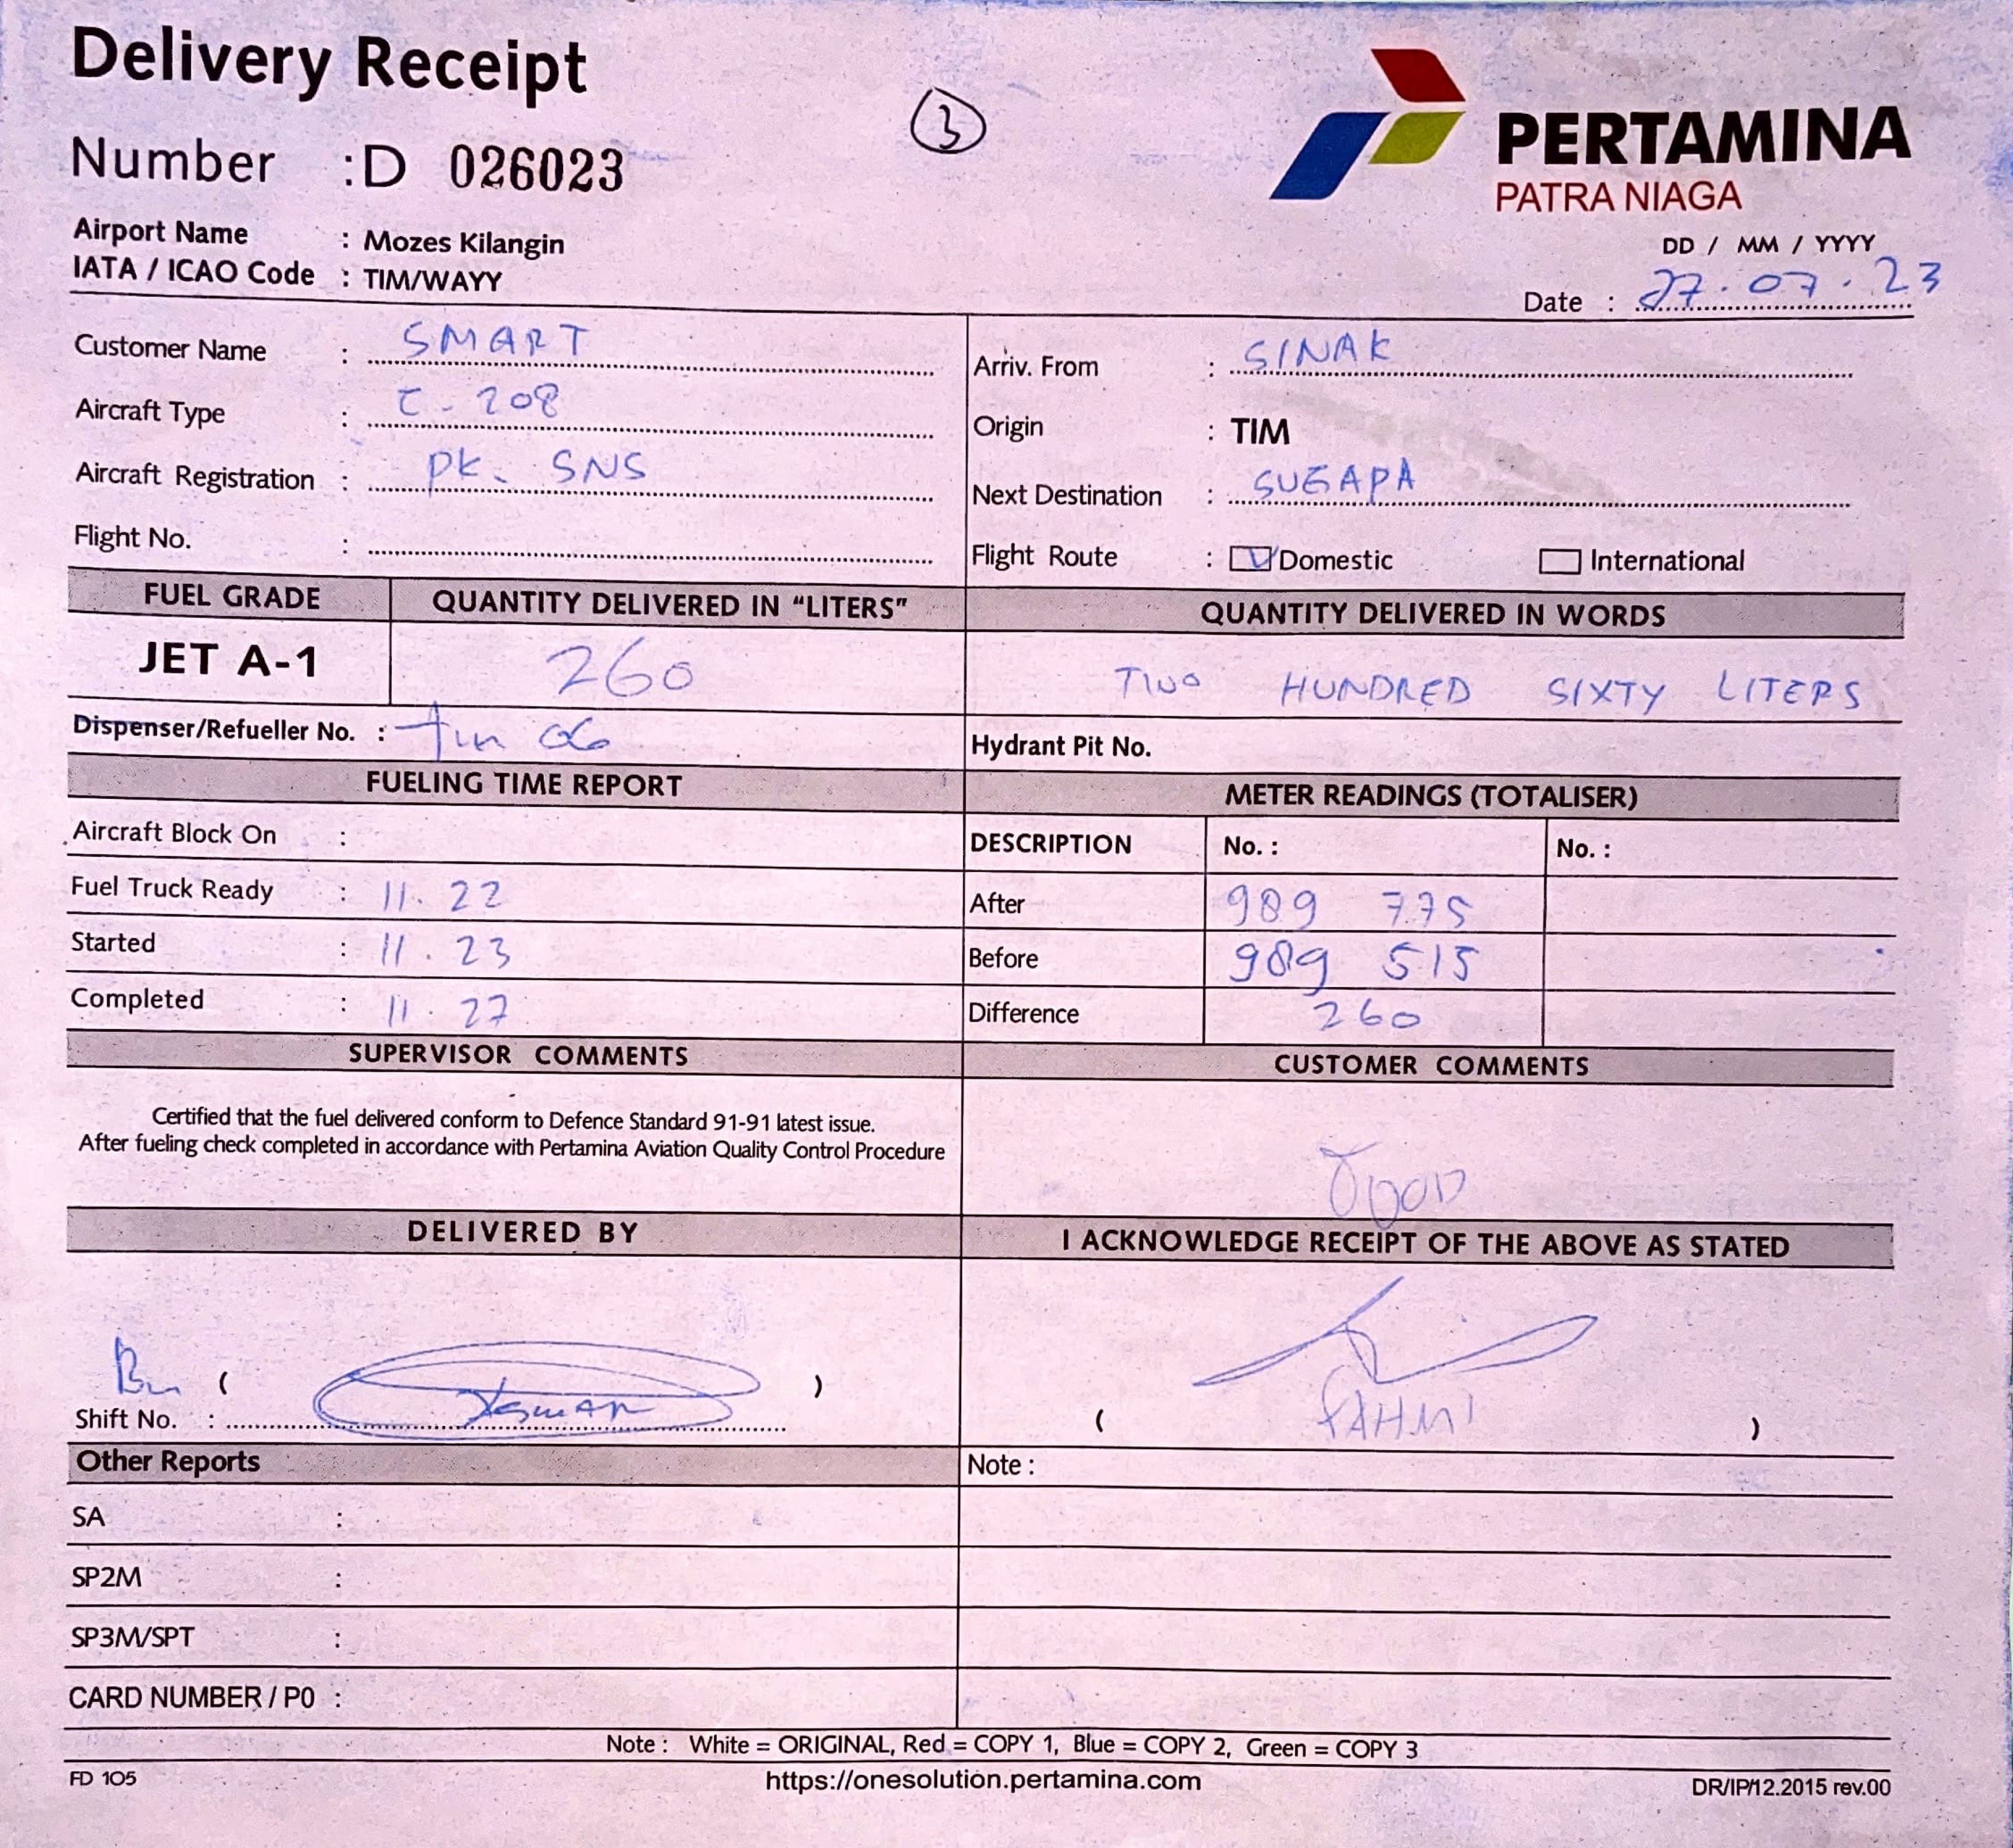 Delivery Receipt
3
PERTAMINA
PATRA NIAGA
Number : D 026023
Airport Name : Mozes Kilangin
IATA / ICAO Code : TIM/WAYY
DD / MM / YYYY
Date : 27.07.23
Customer Name : SMART
Aircraft Type : C-208
Aircraft Registration : PK-SNS
Flight No. :
Arriv. From : SINAK
Origin : TIM
Next Destination : SUGAPA
Flight Route : Domestic International
FUEL GRADE QUANTITY DELIVERED IN “LITERS” QUANTITY DELIVERED IN WORDS
JET A-1 260 TWO HUNDRED SIXTY LITERS
Dispenser/Refueller No. : Tim 06 Hydrant Pit No.
FUELING TIME REPORT
Aircraft Block On :
Fuel Truck Ready : 11.22
Started : 11.23
Completed : 11.27
METER READINGS (TOTALISER)
DESCRIPTION No. : No. :
After 989 775
Before 989 515
Difference 260
SUPERVISOR COMMENTS
Certified that the fuel delivered conform to Defence Standard 91-91 latest issue.
After fueling check completed in accordance with Pertamina Aviation Quality Control Procedure
CUSTOMER COMMENTS
GOOD
DELIVERED BY
( )
Shift No. :
I ACKNOWLEDGE RECEIPT OF THE ABOVE AS STATED
( FAHMI )
Other Reports
SA :
SP2M :
SP3M/SPT :
CARD NUMBER / PO :
Note :
Note : White = ORIGINAL, Red = COPY 1, Blue = COPY 2, Green = COPY 3
FD 105 https://onesolution.pertamina.com DR/IP/12.2015 rev.00